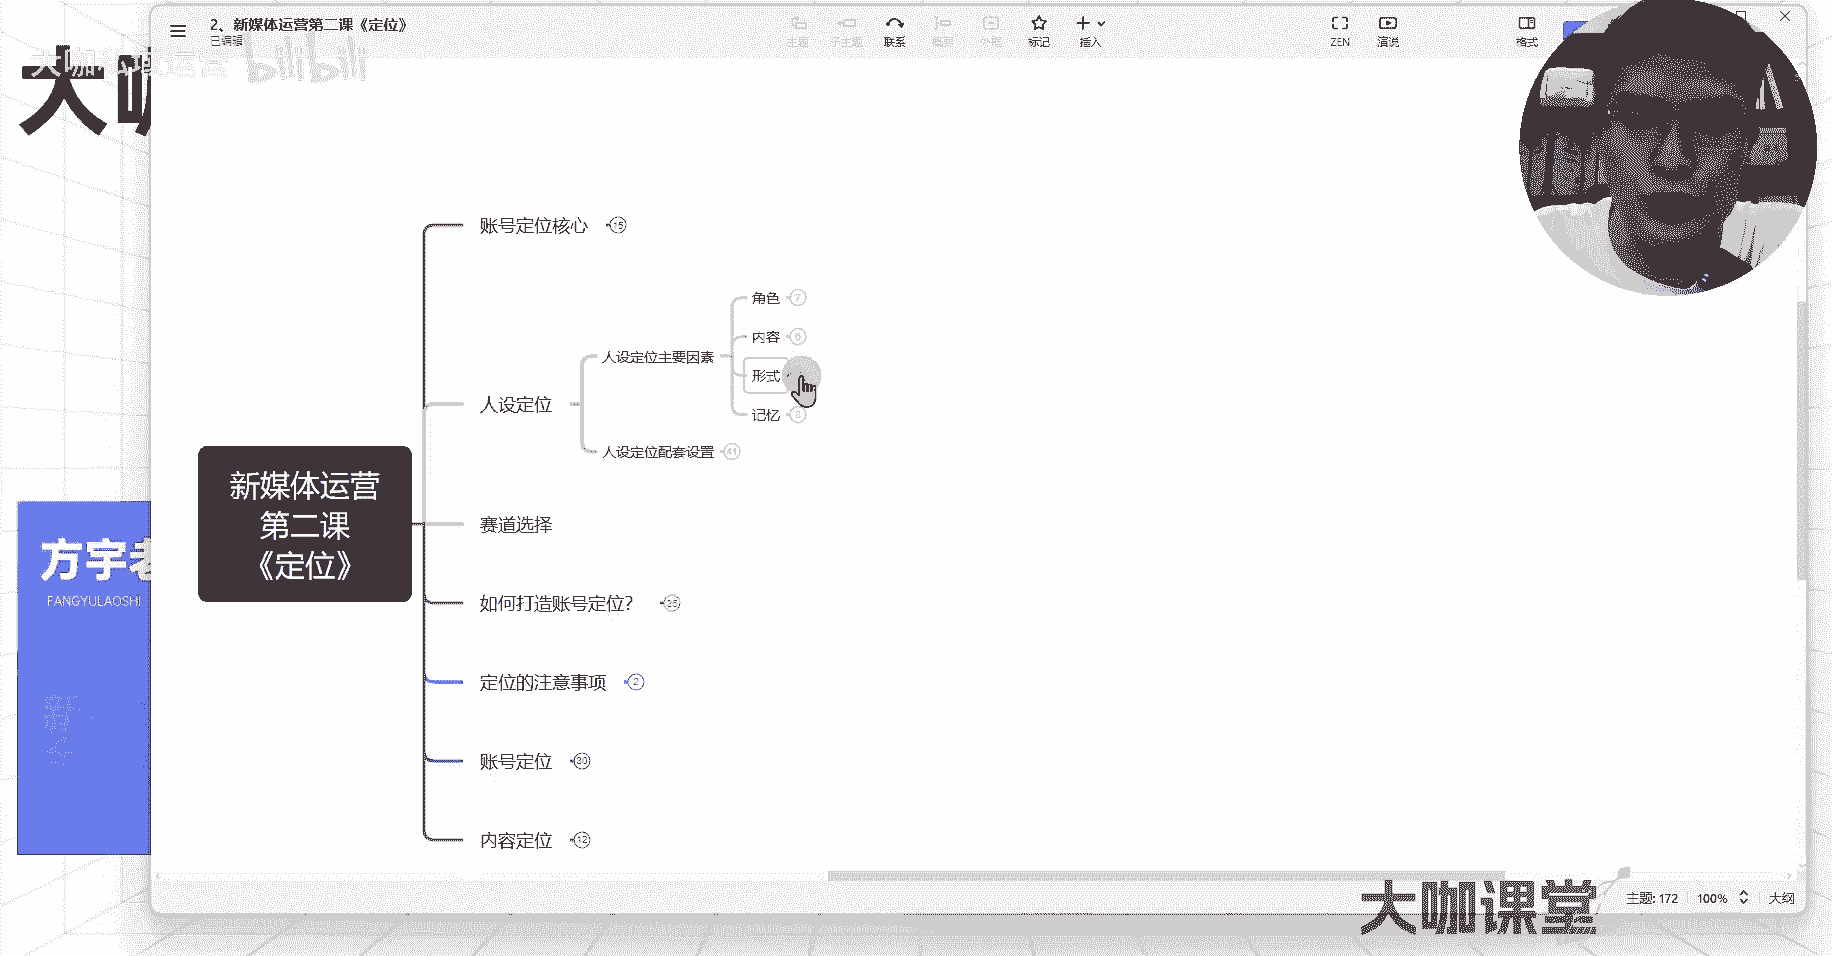 2、新媒体运营第二课《定位》
已编辑
主题
子主题
联系
概要
外框
标记
插入
ZEN
演说
格式
大咖私域运营
bilibili
大咖
账号定位核心 15
角色 7
内容 6
人设定位主要因素
形式
人设定位
记忆 8
人设定位配套设置 41
新媒体运营
第二课
《定位》
赛道选择
方宇老
FANGYULAOSHI
如何打造账号定位？ 25
定位的注意事项 2
账号定位 30
内容定位 12
大咖课堂
主题: 172
100%
大纲